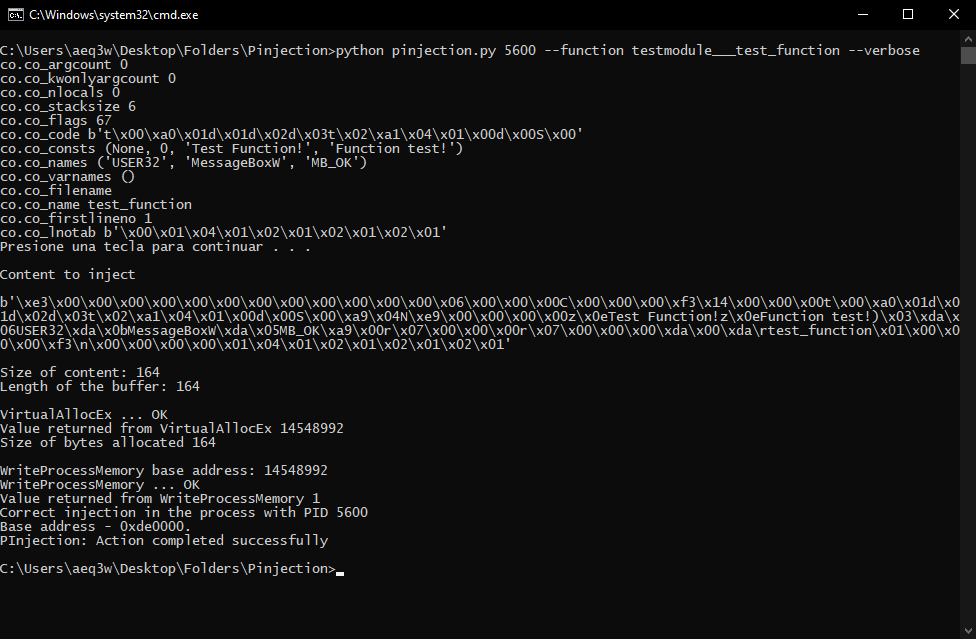 C:\Windows\system32\cmd.exe
C:\Users\aeq3w\Desktop\Folders\Pinjection>python pinjection.py 5600 --function testmodule___test_function --verbose
co.co_argcount 0
co.co_kwonlyargcount 0
co.co_nlocals 0
co.co_stacksize 6
co.co_flags 67
co.co_code b't\x00\xa0\x01d\x01d\x02d\x03t\x02\xa1\x04\x01\x00d\x00S\x00'
co.co_consts (None, 0, 'Test Function!', 'Function test!')
co.co_names ('USER32', 'MessageBoxW', 'MB_OK')
co.co_varnames ()
co.co_filename
co.co_name test_function
co.co_firstlineno 1
co.co_lnotab b'\x00\x01\x04\x01\x02\x01\x02\x01\x02\x01'
Presione una tecla para continuar . . .
Content to inject
b'\xe3\x00\x00\x00\x00\x00\x00\x00\x00\x00\x00\x00\x00\x06\x00\x00\x00C\x00\x00\x00\xf3\x14\x00\x00\x00t\x00\xa0\x01d\x0
1d\x02d\x03t\x02\xa1\x04\x01\x00d\x00S\x00\xa9\x04N\xe9\x00\x00\x00\x00z\x0eTest Function!z\x0eFunction test!)\x03\xda\x
06USER32\xda\x0bMessageBoxW\xda\x05MB_OK\xa9\x00r\x07\x00\x00\x00r\x07\x00\x00\x00\xda\x00\xda\rtest_function\x01\x00\x0
0\x00\xf3\n\x00\x00\x00\x00\x01\x04\x01\x02\x01\x02\x01\x02\x01'
Size of content: 164
Length of the buffer: 164
VirtualAllocEx ... OK
Value returned from VirtualAllocEx 14548992
Size of bytes allocated 164
WriteProcessMemory base address: 14548992
WriteProcessMemory ... OK
Value returned from WriteProcessMemory 1
Correct injection in the process with PID 5600
Base address - 0xde0000.
PInjection: Action completed successfully
C:\Users\aeq3w\Desktop\Folders\Pinjection>